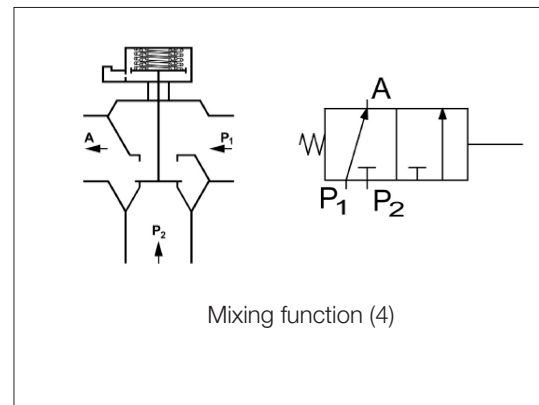 A
P₁
P₂
A
P₁ P₂
Mixing function (4)